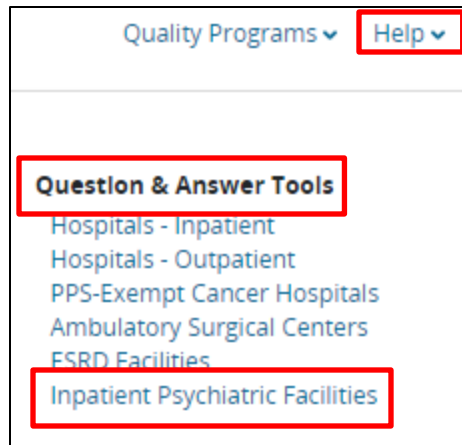 Quality Programs Help
Question & Answer Tools
Hospitals - Inpatient
Hospitals - Outpatient
PPS-Exempt Cancer Hospitals
Ambulatory Surgical Centers
ESRD Facilities
Inpatient Psychiatric Facilities